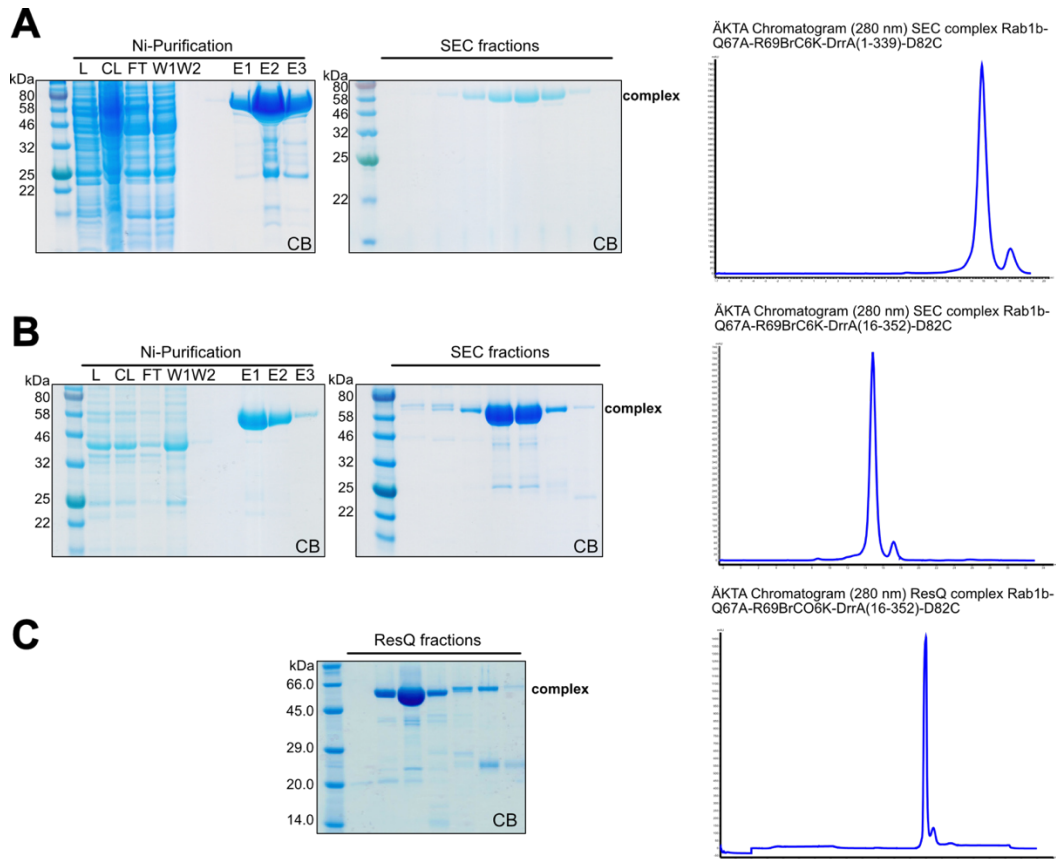 A
Ni-Purification
L CL FT W1W2 E1 E2 E3
kDa
80
58
46
32
25
22
CB
SEC fractions
kDa
80
58
46
32
25
22
complex
CB
ÄKTA Chromatogram (280 nm) SEC complex Rab1b-
Q67A-R69BrC6K-DrrA(1-339)-D82C
B
Ni-Purification
L CL FT W1W2 E1 E2 E3
kDa
80
58
46
32
25
22
CB
SEC fractions
kDa
80
58
46
32
25
22
complex
CB
ÄKTA Chromatogram (280 nm) SEC complex Rab1b-
Q67A-R69BrC6K-DrrA(16-352)-D82C
C
ResQ fractions
kDa
66.0
45.0
29.0
20.0
14.0
complex
CB
ÄKTA Chromatogram (280 nm) ResQ complex Rab1b-
Q67A-R69BrCO6K-DrrA(16-352)-D82C